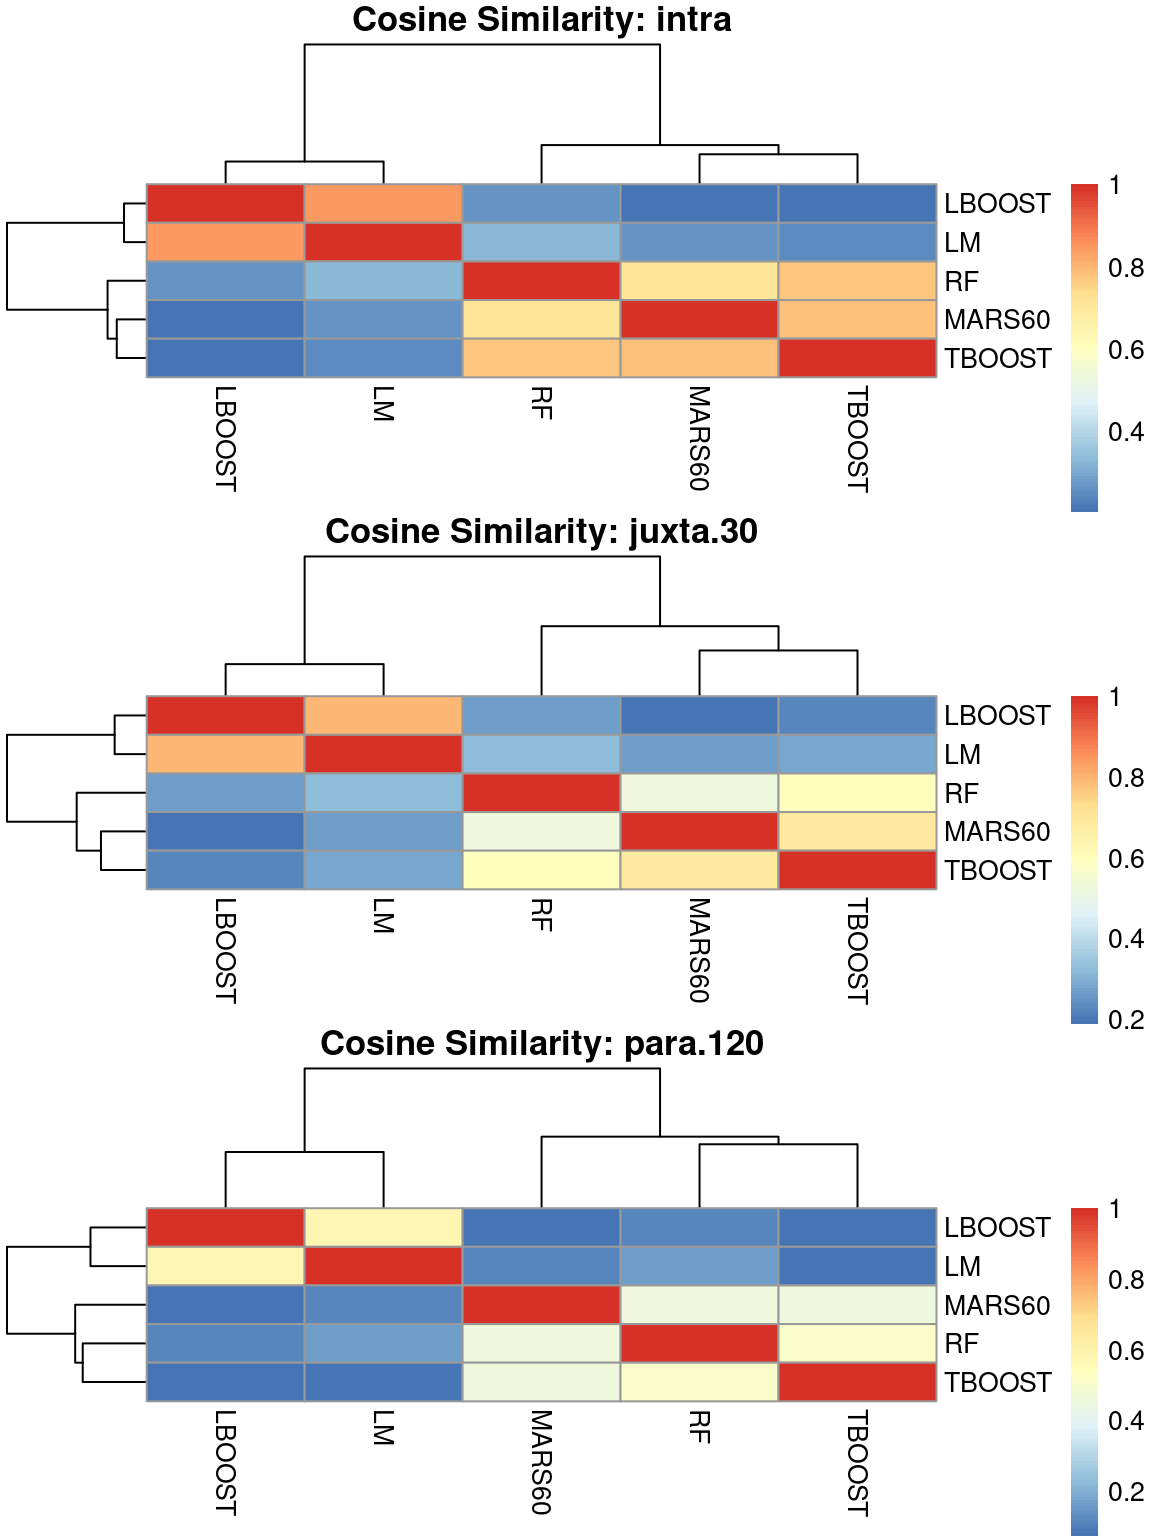 Cosine Similarity: intra
LBOOST
LM
RF
MARS60
TBOOST
LBOOST
LM
RF
MARS60
TBOOST
1
0.8
0.6
0.4
Cosine Similarity: juxta.30
LBOOST
LM
RF
MARS60
TBOOST
LBOOST
LM
RF
MARS60
TBOOST
1
0.8
0.6
0.4
0.2
Cosine Similarity: para.120
LBOOST
LM
MARS60
RF
TBOOST
LBOOST
LM
MARS60
RF
TBOOST
1
0.8
0.6
0.4
0.2